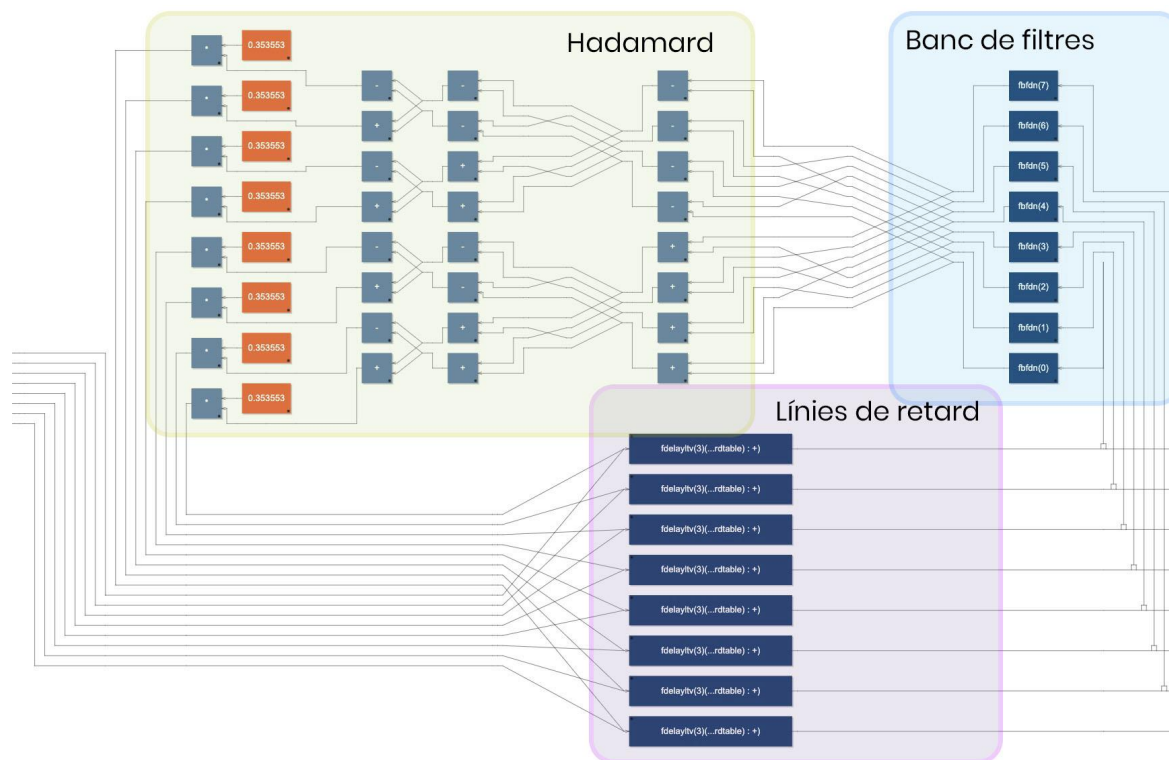 Hadamard
Banc de filtres
*
0.353553
*
0.353553
*
0.353553
*
0.353553
*
0.353553
*
0.353553
*
0.353553
*
0.353553
-
+
-
+
-
+
-
+
-
-
+
+
-
-
+
+
-
-
-
-
+
+
+
+
fbfdn(7)
fbfdn(6)
fbfdn(5)
fbfdn(4)
fbfdn(3)
fbfdn(2)
fbfdn(1)
fbfdn(0)
Línies de retard
fdelayltv(3)(...rdtable) : +)
fdelayltv(3)(...rdtable) : +)
fdelayltv(3)(...rdtable) : +)
fdelayltv(3)(...rdtable) : +)
fdelayltv(3)(...rdtable) : +)
fdelayltv(3)(...rdtable) : +)
fdelayltv(3)(...rdtable) : +)
fdelayltv(3)(...rdtable) : +)